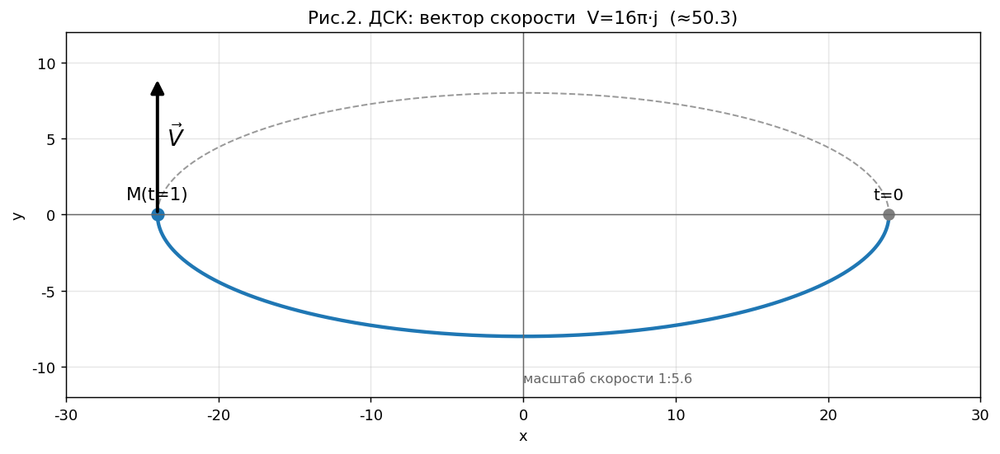 Рис.2. ДСК: вектор скорости V=16π·j (≈50.3)
10
5
0
-5
-10
y
V⃗
M(t=1)
t=0
масштаб скорости 1:5.6
-30
-20
-10
0
10
20
30
x